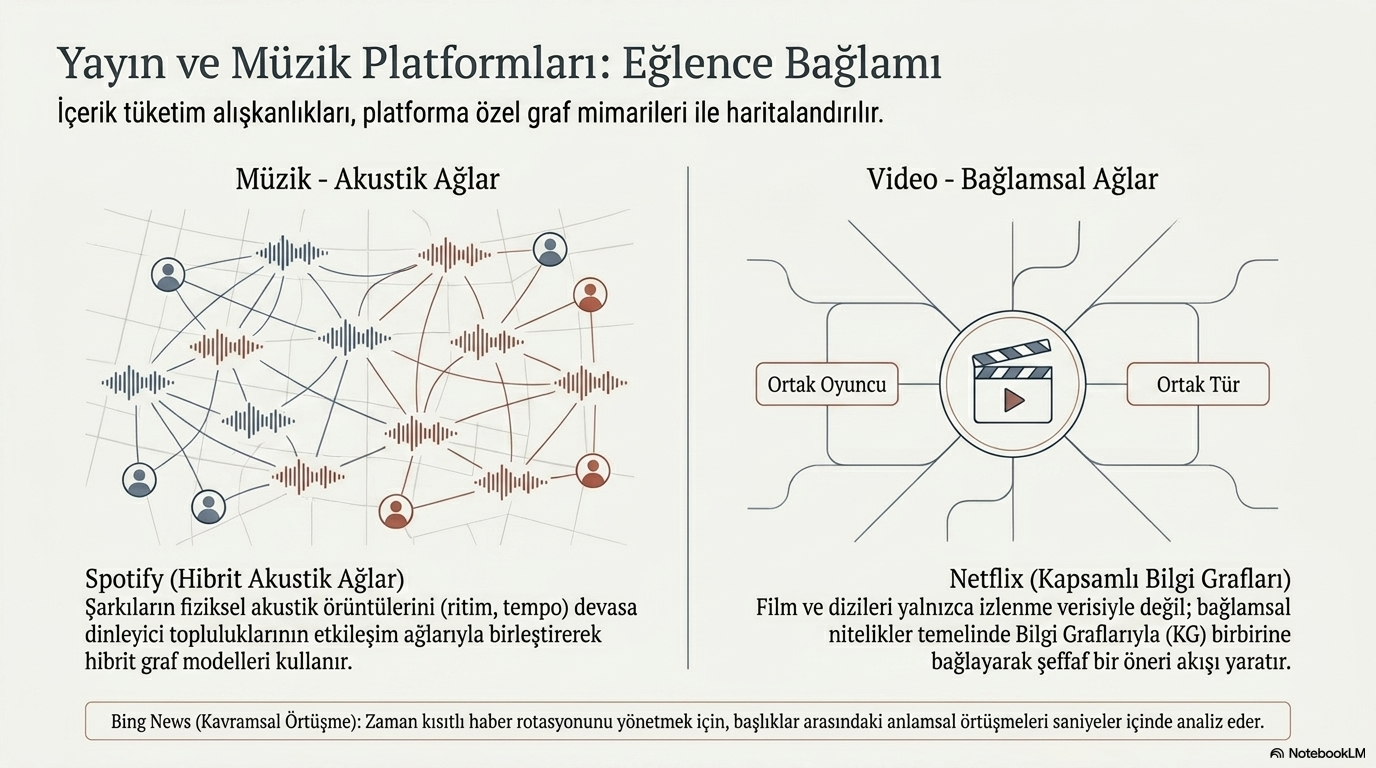 Yayın ve Müzik Platformları: Eğlence Bağlamı
İçerik tüketim alışkanlıkları, platforma özel graf mimarileri ile haritalandırılır.
Müzik - Akustik Ağlar
Spotify (Hibrit Akustik Ağlar)
Şarkıların fiziksel akustik örüntülerini (ritim, tempo) devasa
dinleyici topluluklarının etkileşim ağlarıyla birleştirerek
hibrit graf modelleri kullanır.
Video - Bağlamsal Ağlar
Ortak Oyuncu
Ortak Tür
Netflix (Kapsamlı Bilgi Grafları)
Film ve dizileri yalnızca izlenme verisiyle değil; bağlamsal
nitelikler temelinde Bilgi Graflarıyla (KG) birbirine
bağlayarak şeffaf bir öneri akışı yaratır.
Bing News (Kavramsal Örtüşme): Zaman kısıtlı haber rotasyonunu yönetmek için, başlıklar arasındaki anlamsal örtüşmeleri saniyeler içinde analiz eder.
NotebookLM